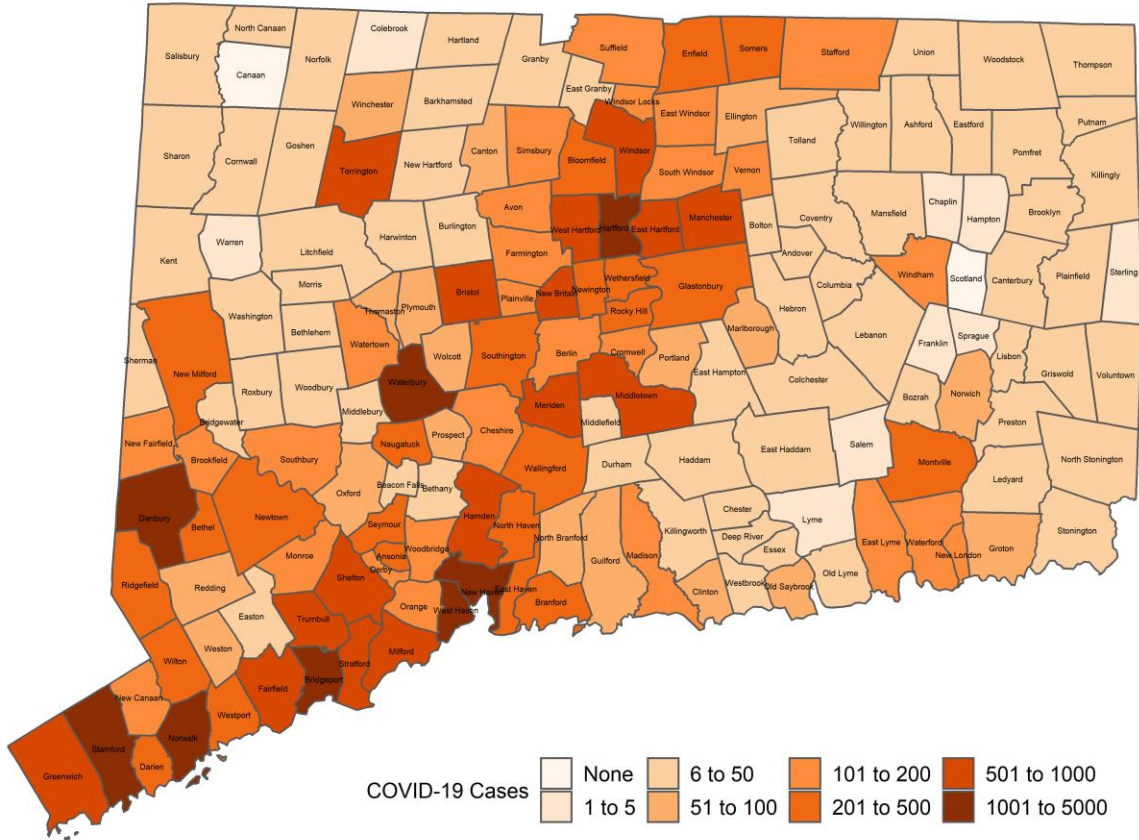 North Canaan
Colebrook
Hartland
Salisbury
Canaan
Norfolk
Granby
Suffield
Enfield
Somers
Stafford
Union
Woodstock
Thompson
East Granby
Windsor Locks
Winchester
Barkhamsted
East Windsor
Ellington
Willington
Ashford
Eastford
Putnam
Sharon
Cornwall
Goshen
Torrington
New Hartford
Canton
Simsbury
Bloomfield
Windsor
South Windsor
Vernon
Tolland
Pomfret
Killingly
Avon
West Hartford
Hartford
East Hartford
Manchester
Bolton
Coventry
Mansfield
Chaplin
Hampton
Brooklyn
Kent
Warren
Litchfield
Harwinton
Burlington
Farmington
Andover
Windham
Scotland
Canterbury
Plainfield
Sterling
Morris
Thomaston
Plymouth
Bristol
Plainville
New Britain
Newington
Wethersfield
Rocky Hill
Glastonbury
Columbia
Hebron
Washington
Bethlehem
Watertown
Wolcott
Southington
Berlin
Cromwell
Portland
Marlborough
Lebanon
Franklin
Sprague
Lisbon
Griswold
Voluntown
Sherman
New Milford
Roxbury
Woodbury
Waterbury
Middlebury
East Hampton
Colchester
Bozrah
Norwich
Bridgewater
Meriden
Middletown
Middlefield
Preston
New Fairfield
Brookfield
Southbury
Naugatuck
Prospect
Cheshire
Wallingford
Durham
Haddam
East Haddam
Salem
Montville
North Stonington
Ledyard
Oxford
Beacon Falls
Bethany
Danbury
Bethel
Newtown
Seymour
Woodbridge
Hamden
North Haven
North Branford
Guilford
Madison
Killingworth
Chester
Deep River
Essex
Lyme
East Lyme
Waterford
New London
Groton
Stonington
Monroe
Ansonia
Derby
Ridgefield
Redding
Shelton
Orange
New Haven
East Haven
West Haven
Branford
Clinton
Westbrook
Old Saybrook
Old Lyme
Easton
Trumbull
Weston
Wilton
Milford
Stratford
Bridgeport
Fairfield
New Canaan
Westport
Norwalk
Stamford
Darien
Greenwich
COVID-19 Cases
None
6 to 50
101 to 200
501 to 1000
1 to 5
51 to 100
201 to 500
1001 to 5000